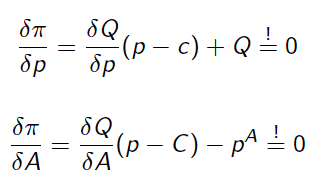 δπ/δp = δQ/δp (p − c) + Q =! 0
δπ/δA = δQ/δA (p − C) − p^A =! 0